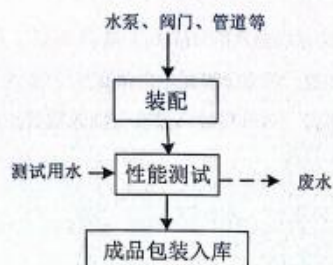 水泵、阀门、管道等
装配
测试用水
性能测试
废水
成品包装入库